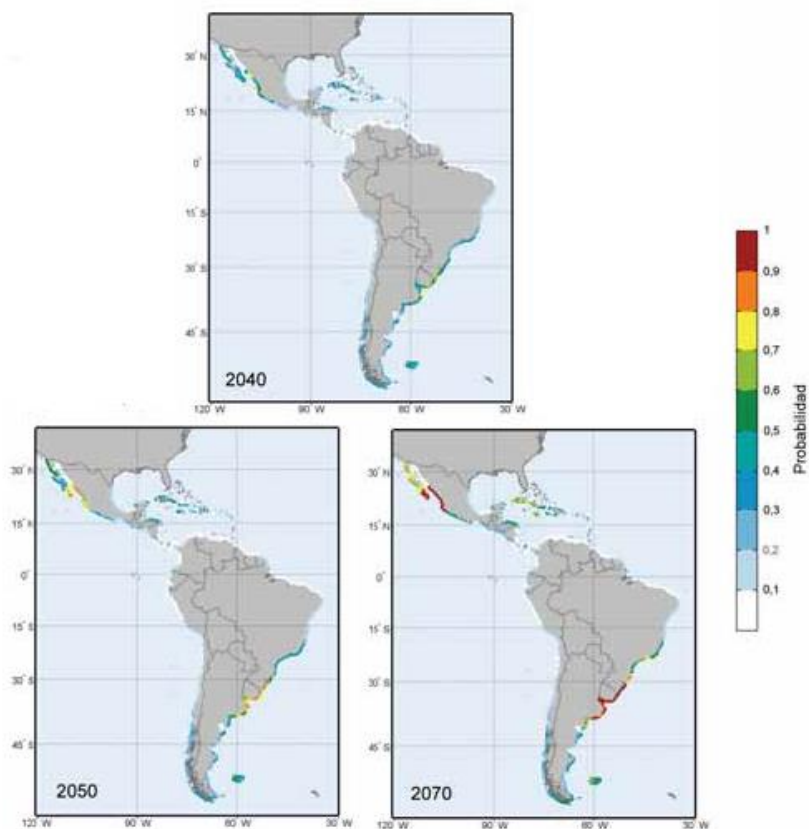 30° N
15° N
0°
15° S
30° S
45° S
2040
120 W
90 W
60 W
30 W
1
0,9
0,8
0,7
0,6
0,5
0,4
0,3
0,2
0,1
Probabilidad
30° N
15° N
0°
15° S
30° S
45° S
2050
120 W
90 W
60 W
30 W
30° N
15° N
0°
15° S
30° S
45° S
2070
120 W
90 W
60 W
30 W